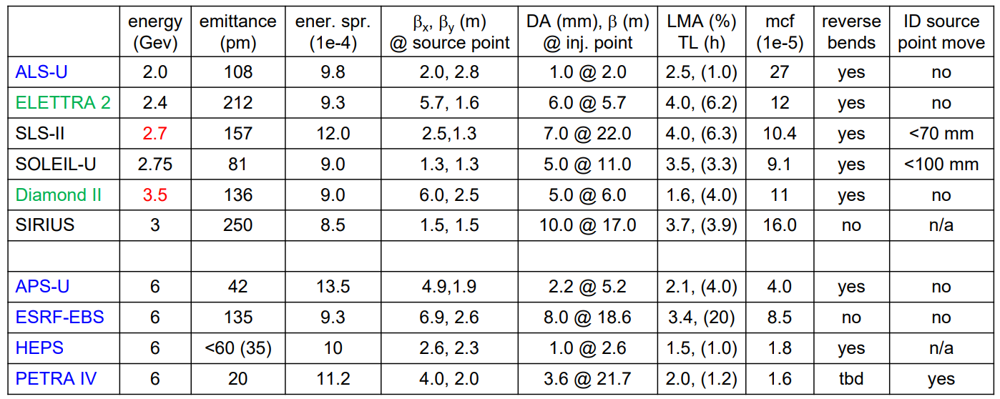 energy (Gev) emittance (pm) ener. spr. (1e-4) βx, βy (m) @ source point DA (mm), β (m) @ inj. point LMA (%) TL (h) mcf (1e-5) reverse bends ID source point move
ALS-U 2.0 108 9.8 2.0, 2.8 1.0 @ 2.0 2.5, (1.0) 27 yes no
ELETTRA 2 2.4 212 9.3 5.7, 1.6 6.0 @ 5.7 4.0, (6.2) 12 yes no
SLS-II 2.7 157 12.0 2.5,1.3 7.0 @ 22.0 4.0, (6.3) 10.4 yes <70 mm
SOLEIL-U 2.75 81 9.0 1.3, 1.3 5.0 @ 11.0 3.5, (3.3) 9.1 yes <100 mm
Diamond II 3.5 136 9.0 6.0, 2.5 5.0 @ 6.0 1.6, (4.0) 11 yes no
SIRIUS 3 250 8.5 1.5, 1.5 10.0 @ 17.0 3.7, (3.9) 16.0 no n/a
APS-U 6 42 13.5 4.9,1.9 2.2 @ 5.2 2.1, (4.0) 4.0 yes no
ESRF-EBS 6 135 9.3 6.9, 2.6 8.0 @ 18.6 3.4, (20) 8.5 no no
HEPS 6 <60 (35) 10 2.6, 2.3 1.0 @ 2.6 1.5, (1.0) 1.8 yes n/a
PETRA IV 6 20 11.2 4.0, 2.0 3.6 @ 21.7 2.0, (1.2) 1.6 tbd yes